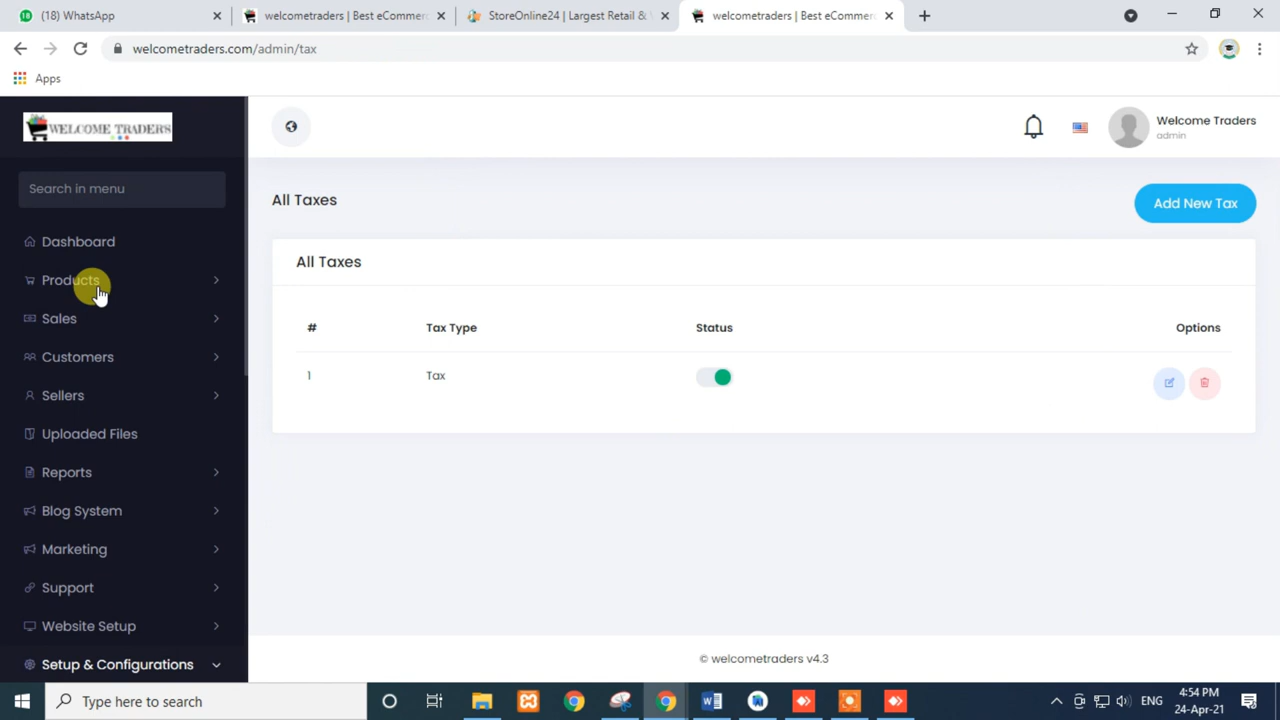 (18) WhatsApp
welcometraders | Best eCommer
StoreOnline24 | Largest Retail &
welcometraders | Best eCommerc
welcometraders.com/admin/tax
Apps
WELCOME TRADERS
Welcome Traders
admin
Search in menu
All Taxes
Add New Tax
Dashboard
All Taxes
Products
Sales
# Tax Type Status Options
Customers
1 Tax
Sellers
Uploaded Files
Reports
Blog System
Marketing
Support
Website Setup
Setup & Configurations
© welcometraders v4.3
Type here to search
ENG
4:54 PM
24-Apr-21